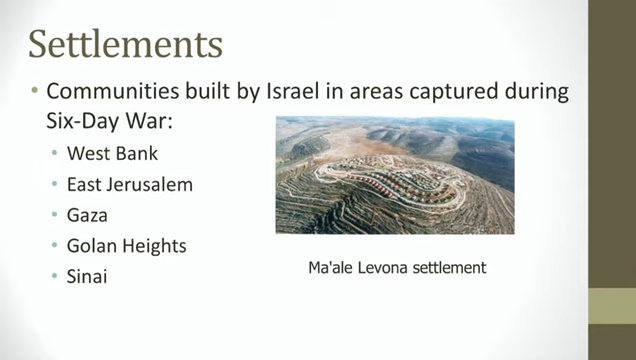 Settlements
• Communities built by Israel in areas captured during
Six-Day War:
• West Bank
• East Jerusalem
• Gaza
• Golan Heights
• Sinai
Ma'ale Levona settlement